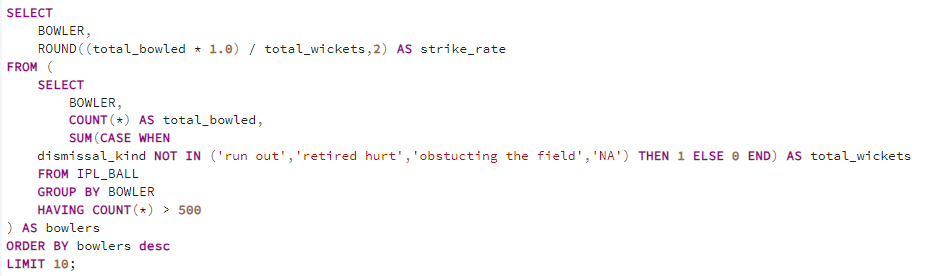 SELECT
    BOWLER,
    ROUND((total_bowled * 1.0) / total_wickets,2) AS strike_rate
FROM (
    SELECT
        BOWLER,
        COUNT(*) AS total_bowled,
        SUM(CASE WHEN
    dismissal_kind NOT IN ('run out','retired hurt','obstucting the field','NA') THEN 1 ELSE 0 END) AS total_wickets
    FROM IPL_BALL
    GROUP BY BOWLER
    HAVING COUNT(*) > 500
) AS bowlers
ORDER BY bowlers desc
LIMIT 10;